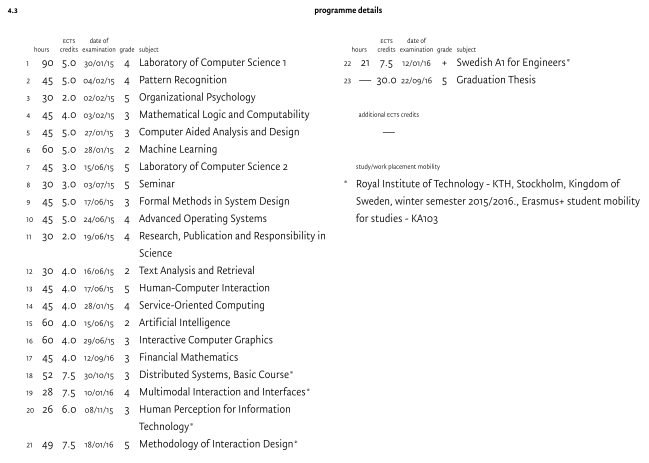 4.3
programme details
hours ECTS credits date of examination grade subject
1 90 5.0 30/01/15 4 Laboratory of Computer Science 1
2 45 5.0 04/02/15 4 Pattern Recognition
3 30 2.0 02/02/15 5 Organizational Psychology
4 45 4.0 03/02/15 3 Mathematical Logic and Computability
5 45 5.0 27/01/15 3 Computer Aided Analysis and Design
6 60 5.0 28/01/15 2 Machine Learning
7 45 3.0 15/06/15 5 Laboratory of Computer Science 2
8 30 3.0 03/07/15 5 Seminar
9 45 5.0 17/06/15 3 Formal Methods in System Design
10 45 5.0 24/06/15 4 Advanced Operating Systems
11 30 2.0 19/06/15 4 Research, Publication and Responsibility in
Science
12 30 4.0 16/06/15 2 Text Analysis and Retrieval
13 45 4.0 17/06/15 5 Human-Computer Interaction
14 45 4.0 28/01/15 4 Service-Oriented Computing
15 60 4.0 15/06/15 2 Artificial Intelligence
16 60 4.0 29/06/15 3 Interactive Computer Graphics
17 45 4.0 12/09/16 3 Financial Mathematics
18 52 7.5 30/10/15 3 Distributed Systems, Basic Course*
19 28 7.5 10/01/16 4 Multimodal Interaction and Interfaces*
20 26 6.0 08/11/15 3 Human Perception for Information
Technology*
21 49 7.5 18/01/16 5 Methodology of Interaction Design*
hours ECTS credits date of examination grade subject
22 21 7.5 12/01/16 + Swedish A1 for Engineers*
23 — 30.0 22/09/16 5 Graduation Thesis
additional ECTS credits
—
study/work placement mobility
* Royal Institute of Technology - KTH, Stockholm, Kingdom of
Sweden, winter semester 2015/2016., Erasmus+ student mobility
for studies - KA103